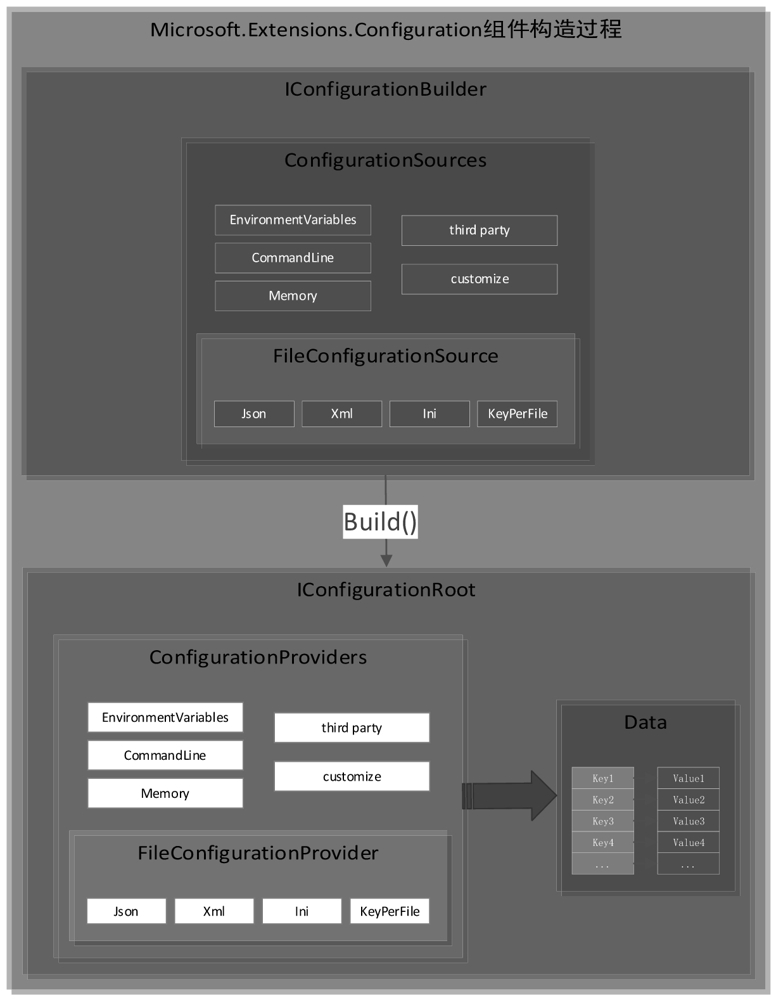 Microsoft.Extensions.Configuration组件构造过程
IConfigurationBuilder
ConfigurationSources
EnvironmentVariables
CommandLine
Memory
third party
customize
FileConfigurationSource
Json
Xml
Ini
KeyPerFile
Build()
IConfigurationRoot
ConfigurationProviders
EnvironmentVariables
CommandLine
Memory
third party
customize
FileConfigurationProvider
Json
Xml
Ini
KeyPerFile
Data
Key1
Value1
Key2
Value2
Key3
Value3
Key4
Value4
...
...